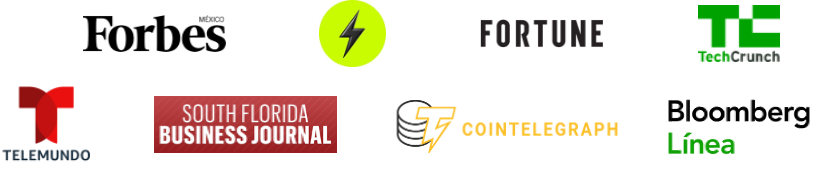 Forbes
MÉXICO
FORTUNE
TC
TechCrunch
TELEMUNDO
SOUTH FLORIDA
BUSINESS JOURNAL
COINTELEGRAPH
Bloomberg
Línea